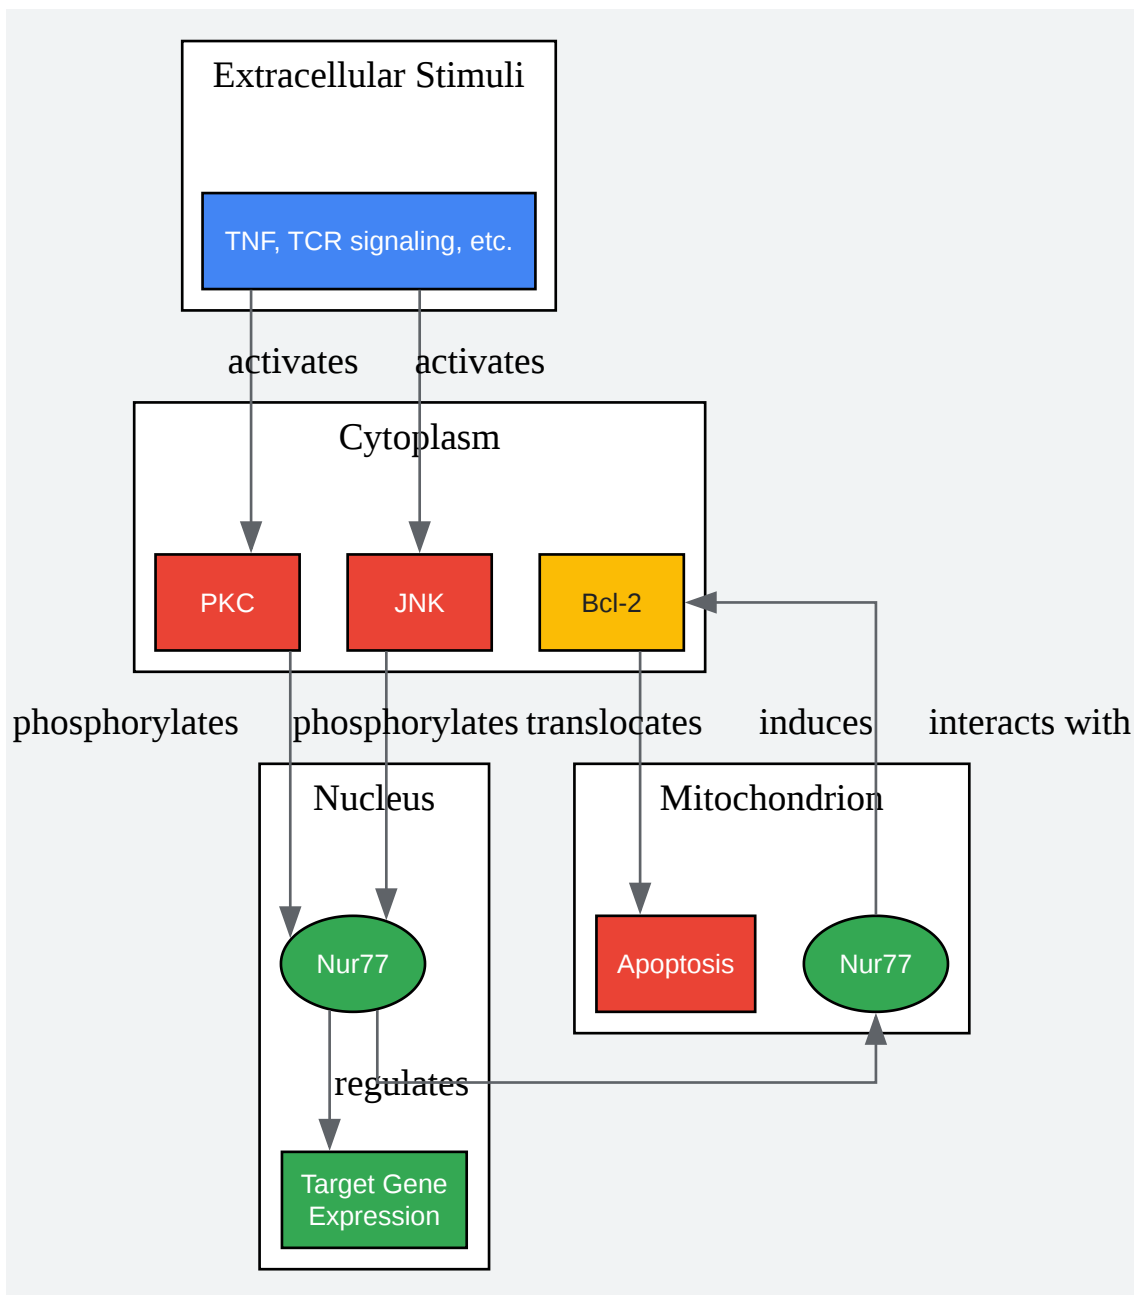 Extracellular Stimuli
TNF, TCR signaling, etc.
activates
activates
Cytoplasm
PKC
JNK
Bcl-2
phosphorylates
phosphorylates
translocates
induces
interacts with
Nucleus
Mitochondrion
Nur77
Apoptosis
Nur77
regulates
Target Gene
Expression